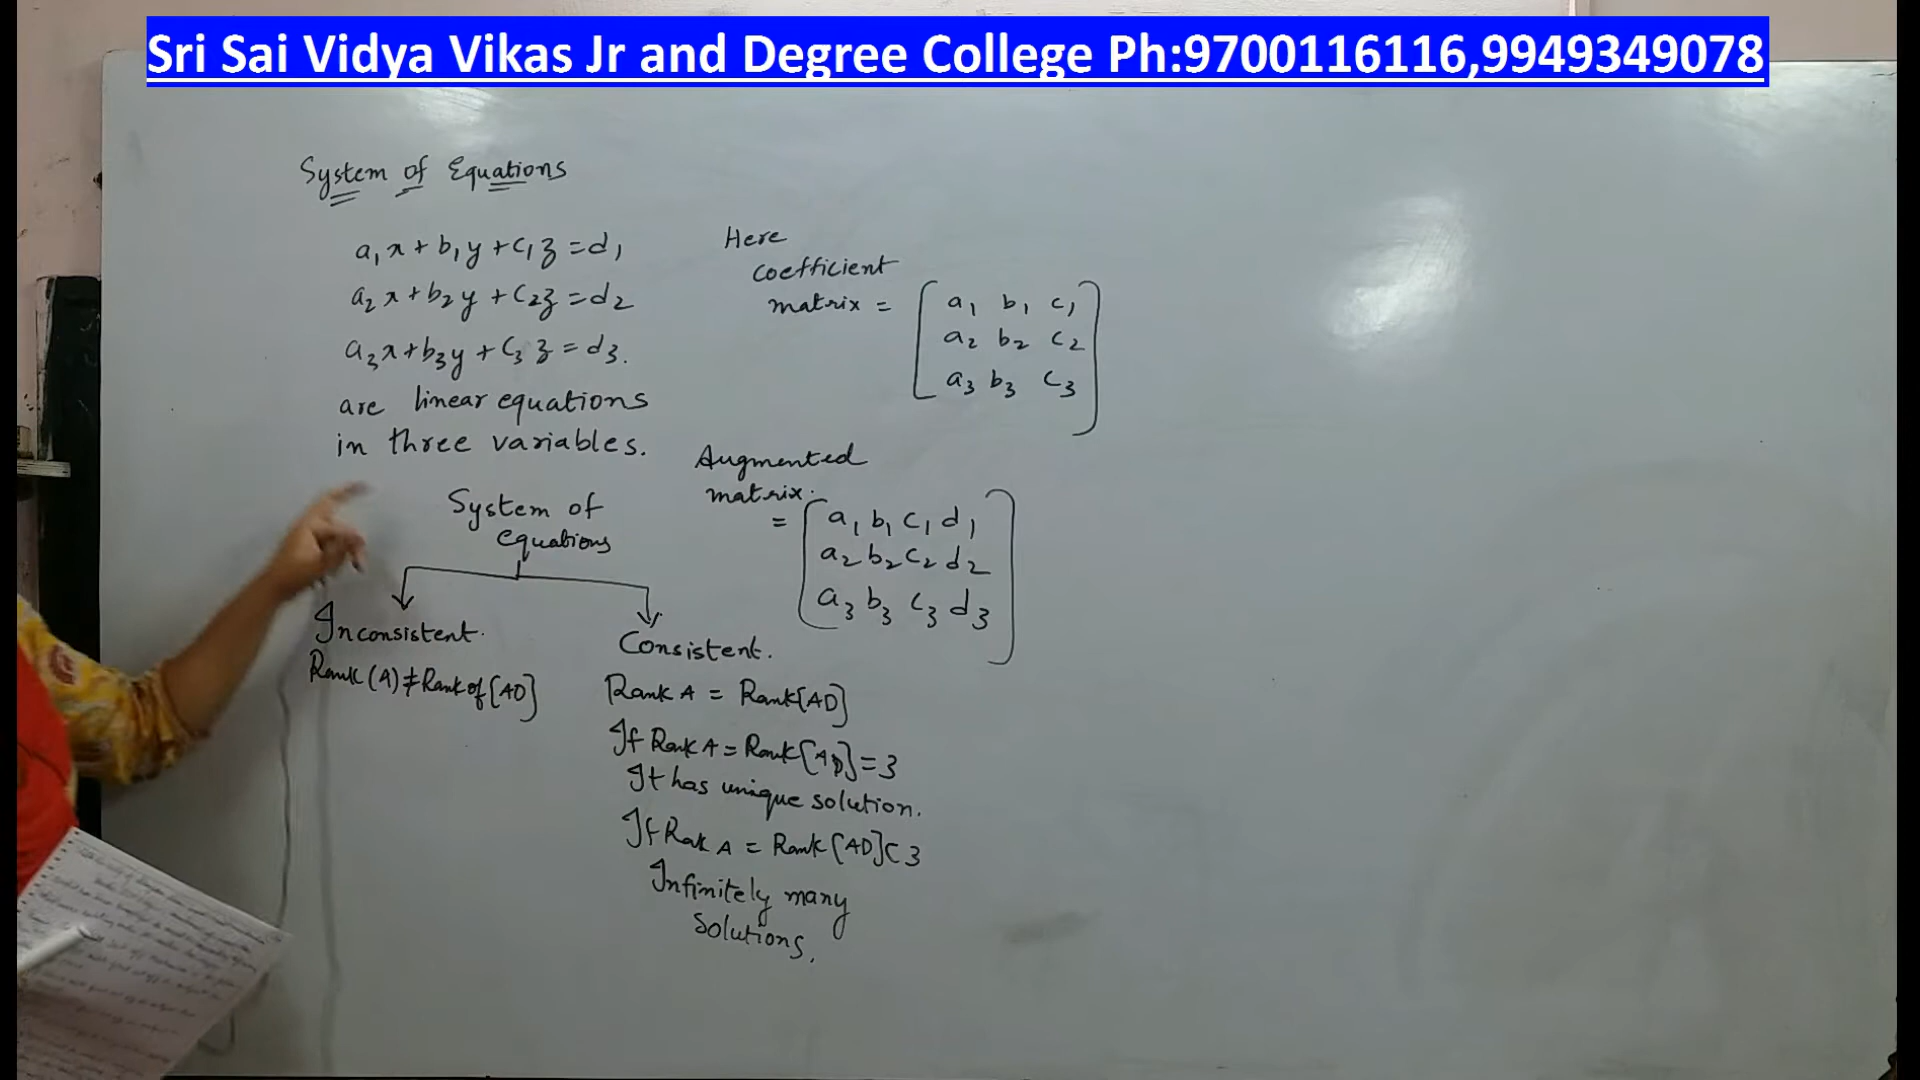 Sri Sai Vidya Vikas Jr and Degree College Ph:9700116116,9949349078
System of Equations
a₁x + b₁y + c₁z = d₁
a₂x + b₂y + c₂z = d₂
a₃x + b₃y + c₃z = d₃.
are linear equations
in three variables.
System of
equations
Inconsistent.
Rank (A) ≠ Rank of [AD]
Consistent.
Rank A = Rank[AD]
If Rank A = Rank[AD] = 3
It has unique solution.
If Rak A = Rank [AD] < 3
Infinitely many
Solutions.
Here
coefficient
matrix =
a₁ b₁ c₁
a₂ b₂ c₂
a₃ b₃ c₃
Augmented
matrix.
=
a₁ b₁ c₁ d₁
a₂ b₂ c₂ d₂
a₃ b₃ c₃ d₃